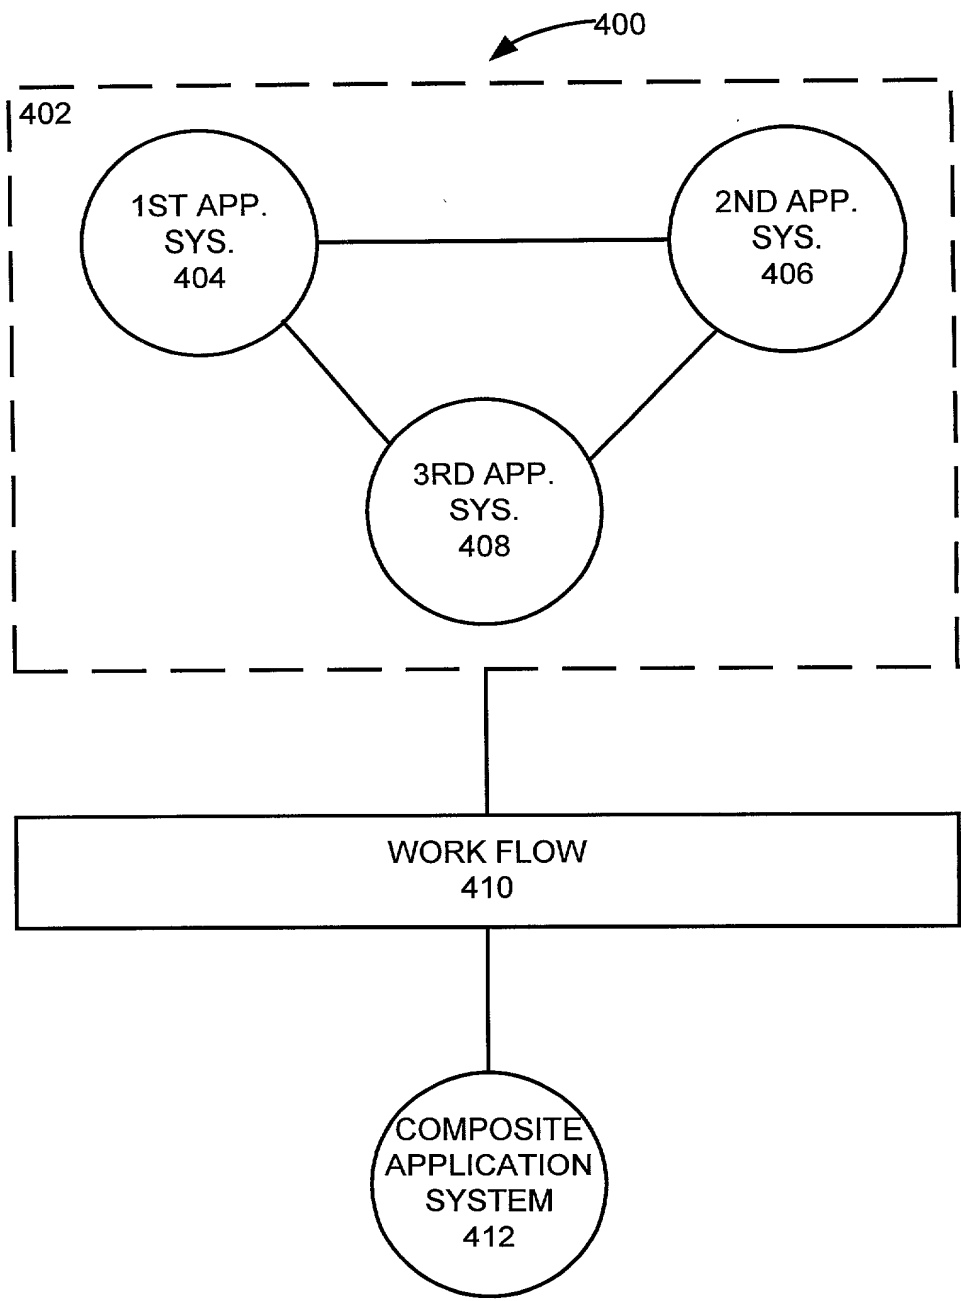 400
402
1ST APP.
SYS.
404
2ND APP.
SYS.
406
3RD APP.
SYS.
408
WORK FLOW
410
COMPOSITE
APPLICATION
SYSTEM
412